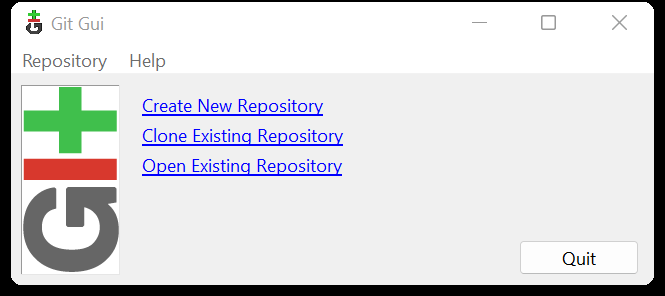 Git Gui
Repository Help
Create New Repository
Clone Existing Repository
Open Existing Repository
Quit